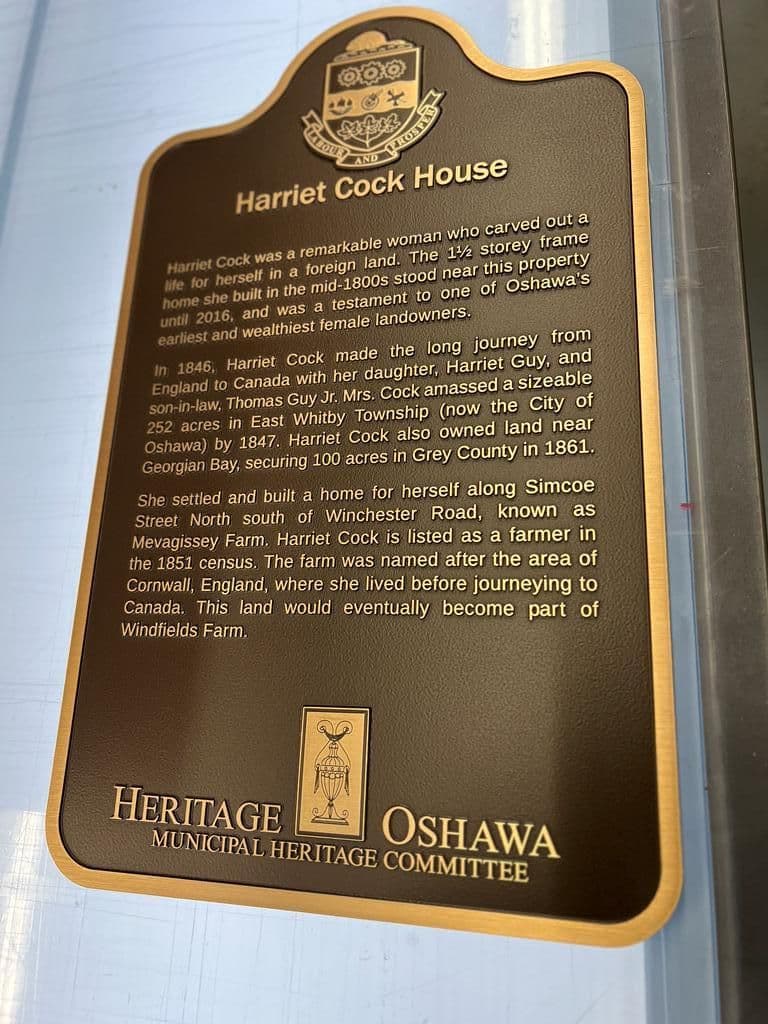 LABOUR AND PROSPER
Harriet Cock House
Harriet Cock was a remarkable woman who carved out a
life for herself in a foreign land. The 1½ storey frame
home she built in the mid-1800s stood near this property
until 2016, and was a testament to one of Oshawa's
earliest and wealthiest female landowners.
In 1846, Harriet Cock made the long journey from
England to Canada with her daughter, Harriet Guy, and
son-in-law, Thomas Guy Jr. Mrs. Cock amassed a sizeable
252 acres in East Whitby Township (now the City of
Oshawa) by 1847. Harriet Cock also owned land near
Georgian Bay, securing 100 acres in Grey County in 1861.
She settled and built a home for herself along Simcoe
Street North south of Winchester Road, known as
Mevagissey Farm. Harriet Cock is listed as a farmer in
the 1851 census. The farm was named after the area of
Cornwall, England, where she lived before journeying to
Canada. This land would eventually become part of
Windfields Farm.
HERITAGE OSHAWA
MUNICIPAL HERITAGE COMMITTEE